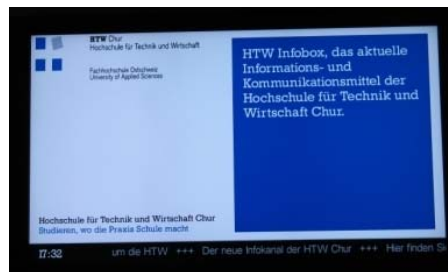 HTW Chur
Hochschule für Technik und Wirtschaft
Fachhochschule Ostschweiz
University of Applied Sciences
HTW Infobox, das aktuelle
Informations- und
Kommunikationsmittel der
Hochschule für Technik und
Wirtschaft Chur.
Hochschule für Technik und Wirtschaft Chur
Studieren, wo die Praxis Schule macht
17:32 um die HTW +++ Der neue Infokanal der HTW Chur +++ Hier finden Si